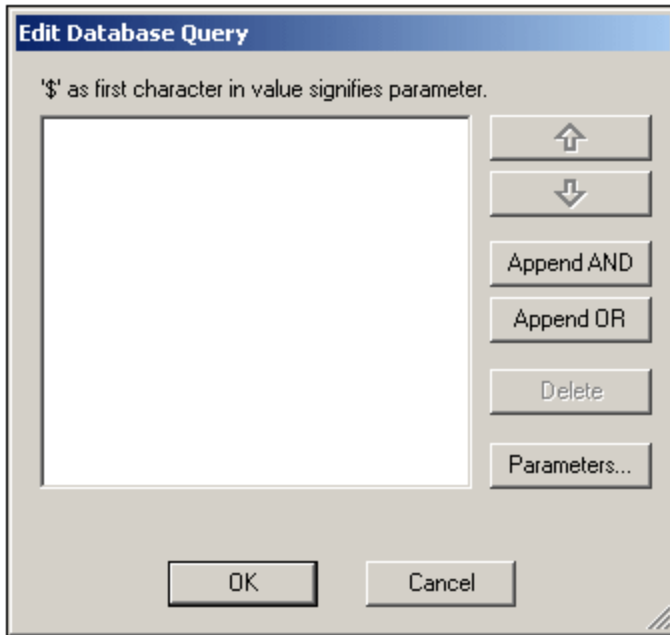 Edit Database Query
'$' as first character in value signifies parameter.
Append AND
Append OR
Delete
Parameters...
OK Cancel